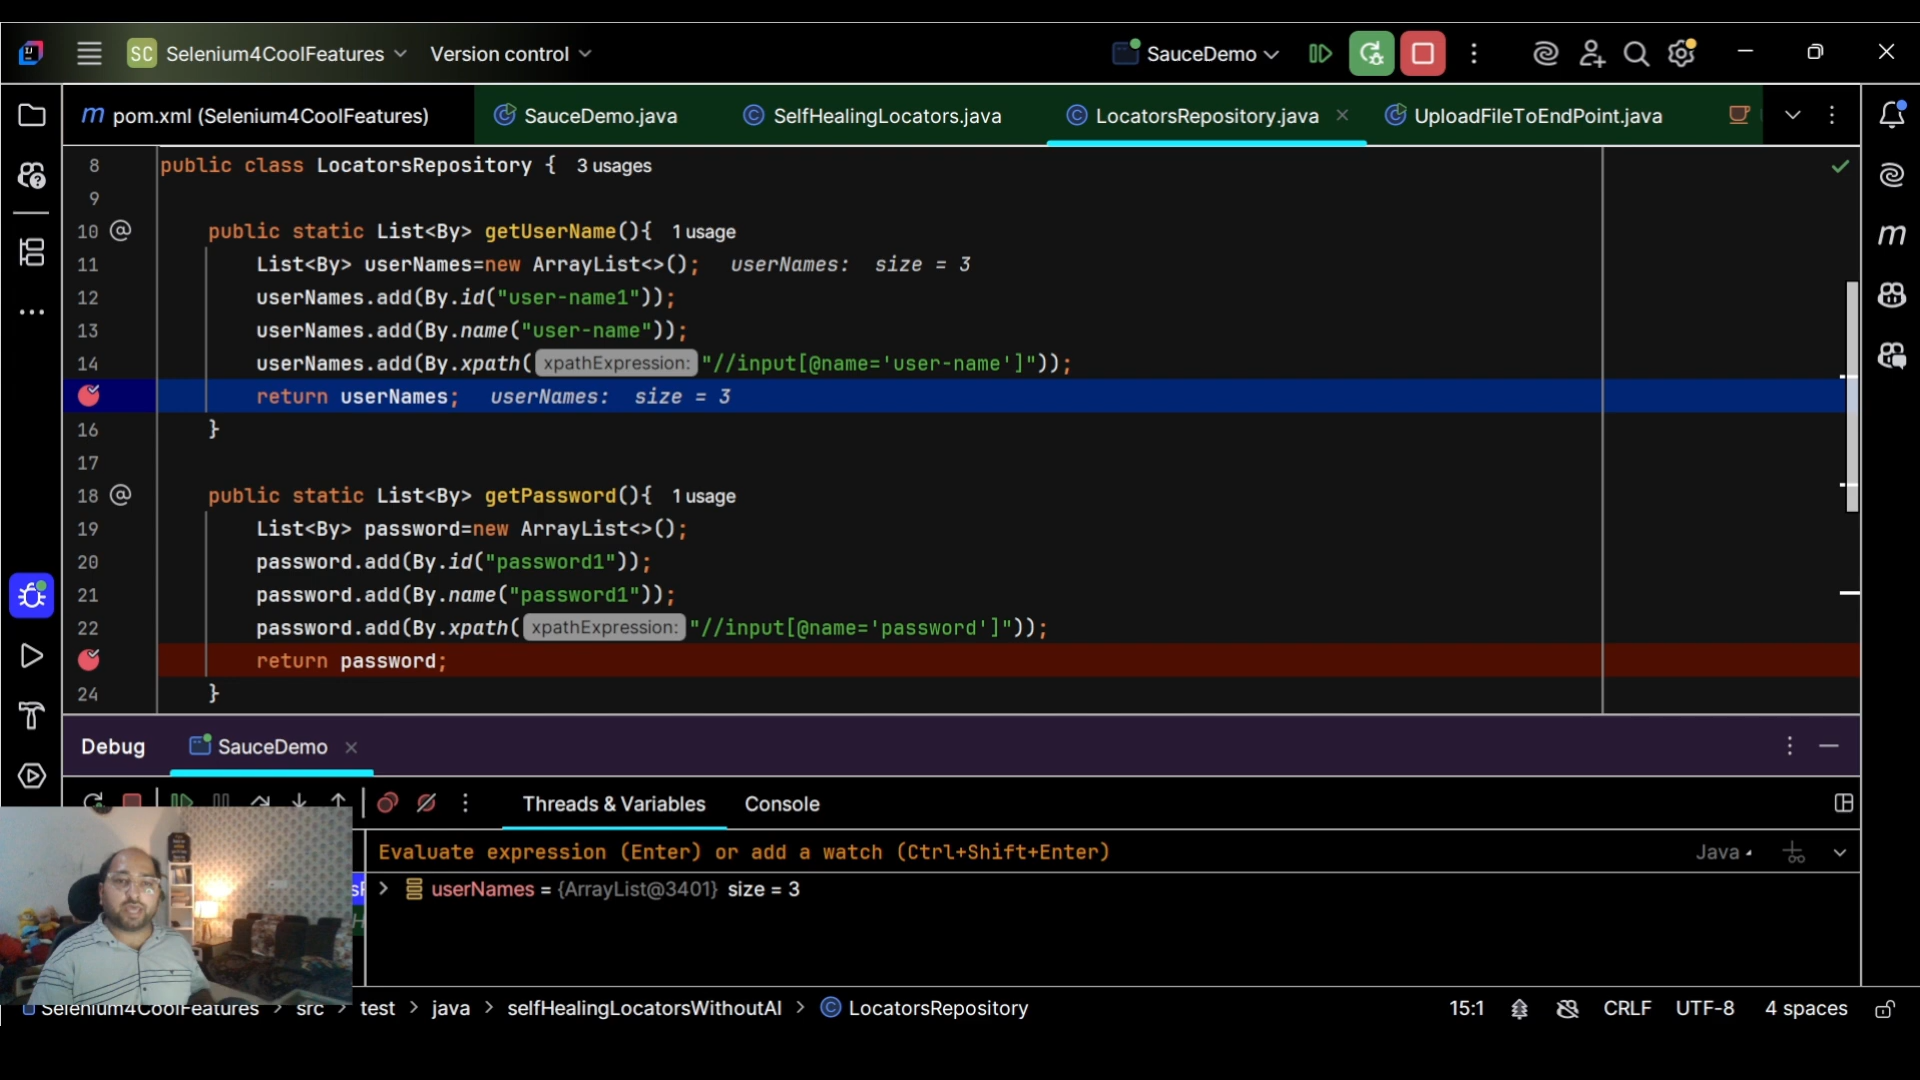 SC Selenium4CoolFeatures Version control SauceDemo
m pom.xml (Selenium4CoolFeatures) SauceDemo.java SelfHealingLocators.java LocatorsRepository.java UploadFileToEndPoint.java
8 public class LocatorsRepository { 3 usages
9
10 @ public static List<By> getUserName(){ 1 usage
11 List<By> userNames=new ArrayList<>(); userNames: size = 3
12 userNames.add(By.id("user-name1"));
13 userNames.add(By.name("user-name"));
14 userNames.add(By.xpath( xpathExpression: "//input[@name='user-name']"));
return userNames; userNames: size = 3
16 }
17
18 @ public static List<By> getPassword(){ 1 usage
19 List<By> password=new ArrayList<>();
20 password.add(By.id("password1"));
21 password.add(By.name("password1"));
22 password.add(By.xpath( xpathExpression: "//input[@name='password']"));
return password;
24 }
Debug SauceDemo
Threads & Variables Console
Evaluate expression (Enter) or add a watch (Ctrl+Shift+Enter) Java
userNames = {ArrayList@3401} size = 3
Selenium4CoolFeatures > src > test > java > selfHealingLocatorsWithoutAI > LocatorsRepository 15:1 CRLF UTF-8 4 spaces